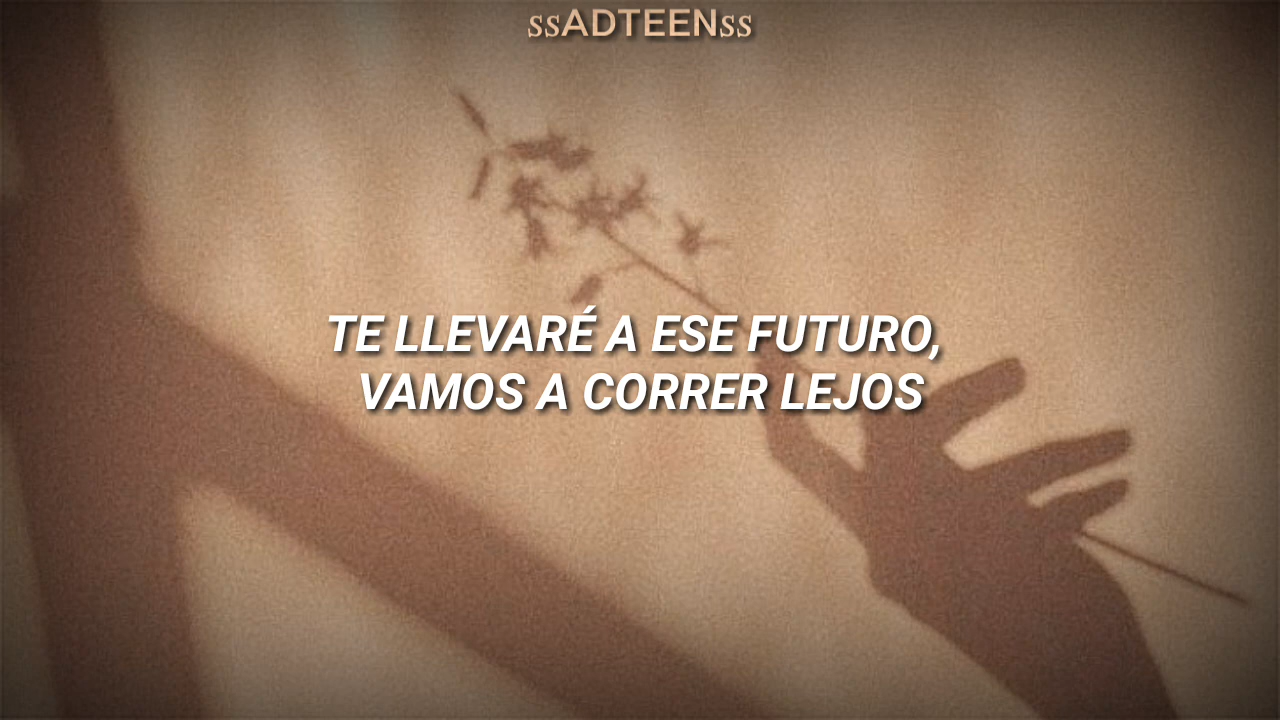 ssADTEENss
TE LLEVARÉ A ESE FUTURO,
VAMOS A CORRER LEJOS